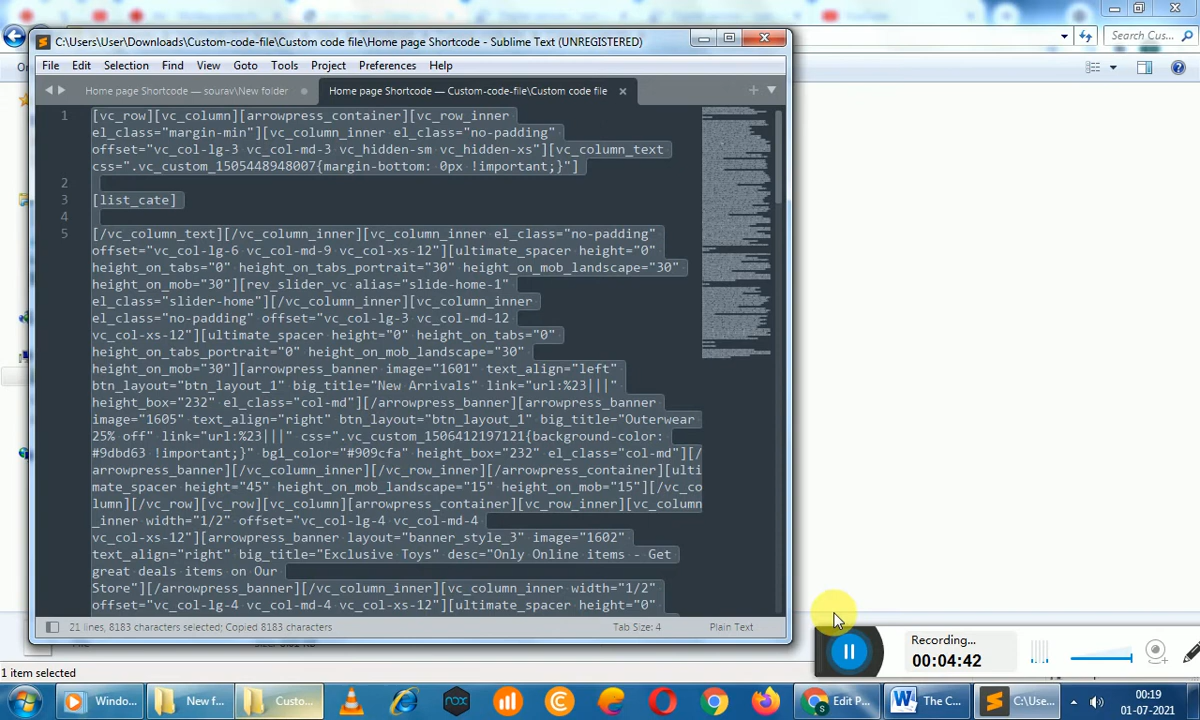 C:\Users\User\Downloads\Custom-code-file\Custom code file\Home page Shortcode - Sublime Text (UNREGISTERED)
Search Cus...
File Edit Selection Find View Goto Tools Project Preferences Help
Home page Shortcode — sourav\New folder
Home page Shortcode — Custom-code-file\Custom code file
1 [vc_row][vc_column][arrowpress_container][vc_row_inner
el_class="margin-min"][vc_column_inner el_class="no-padding"
offset="vc_col-lg-3 vc_col-md-3 vc_hidden-sm vc_hidden-xs"][vc_column_text
css=".vc_custom_1505448948007{margin-bottom: 0px !important;}"]
2
3 [list_cate]
4
5 [/vc_column_text][/vc_column_inner][vc_column_inner el_class="no-padding"
offset="vc_col-lg-6 vc_col-md-9 vc_col-xs-12"][ultimate_spacer height="0"
height_on_tabs="0" height_on_tabs_portrait="30" height_on_mob_landscape="30"
height_on_mob="30"][rev_slider_vc alias="slide-home-1"
el_class="slider-home"][/vc_column_inner][vc_column_inner
el_class="no-padding" offset="vc_col-lg-3 vc_col-md-12
vc_col-xs-12"][ultimate_spacer height="0" height_on_tabs="0"
height_on_tabs_portrait="0" height_on_mob_landscape="30"
height_on_mob="30"][arrowpress_banner image="1601" text_align="left"
btn_layout="btn_layout_1" big_title="New Arrivals" link="url:%23|||"
height_box="232" el_class="col-md"][/arrowpress_banner][arrowpress_banner
image="1605" text_align="right" btn_layout="btn_layout_1" big_title="Outerwear
25% off" link="url:%23|||" css=".vc_custom_1506412197121{background-color:
#9dbd63 !important;}" bg1_color="#909cfa" height_box="232" el_class="col-md"][/
arrowpress_banner][/vc_column_inner][/vc_row_inner][/arrowpress_container][ulti
mate_spacer height="45" height_on_mob_landscape="15" height_on_mob="15"][/vc_co
lumn][/vc_row][vc_row][vc_column][arrowpress_container][vc_row_inner][vc_column
_inner width="1/2" offset="vc_col-lg-4 vc_col-md-4
vc_col-xs-12"][arrowpress_banner layout="banner_style_3" image="1602"
text_align="right" big_title="Exclusive Toys" desc="Only Online items - Get
great deals items on Our
Store"][/arrowpress_banner][/vc_column_inner][vc_column_inner width="1/2"
offset="vc_col-lg-4 vc_col-md-4 vc_col-xs-12"][ultimate_spacer height="0"
21 lines, 8183 characters selected; Copied 8183 characters
Tab Size: 4
Plain Text
Recording...
00:04:42
1 item selected
Windo...
New f...
Custo...
Edit P...
The C...
C:\Use...
00:19
01-07-2021